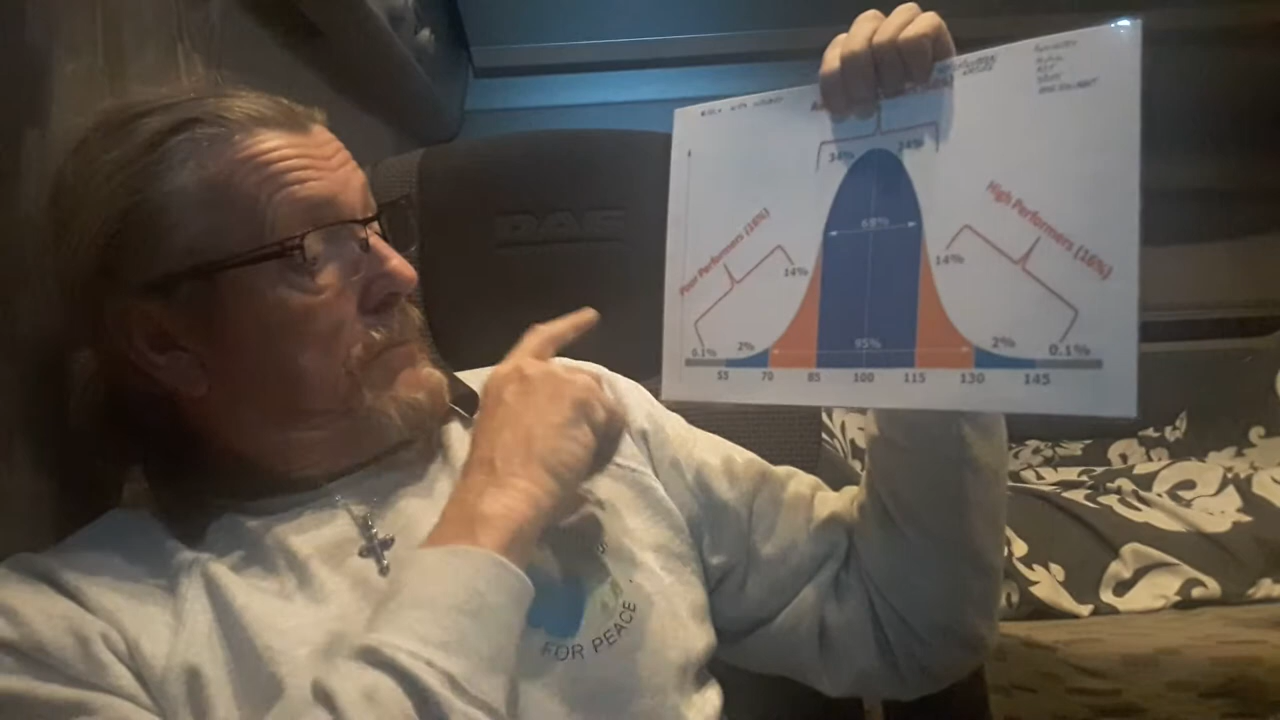 DAF
34% 34%
68%
High Performers (16%)
Poor Performers (16%)
14% 14%
0.1% 2% 95% 2% 0.1%
55 70 85 100 115 130 145
FOR PEACE